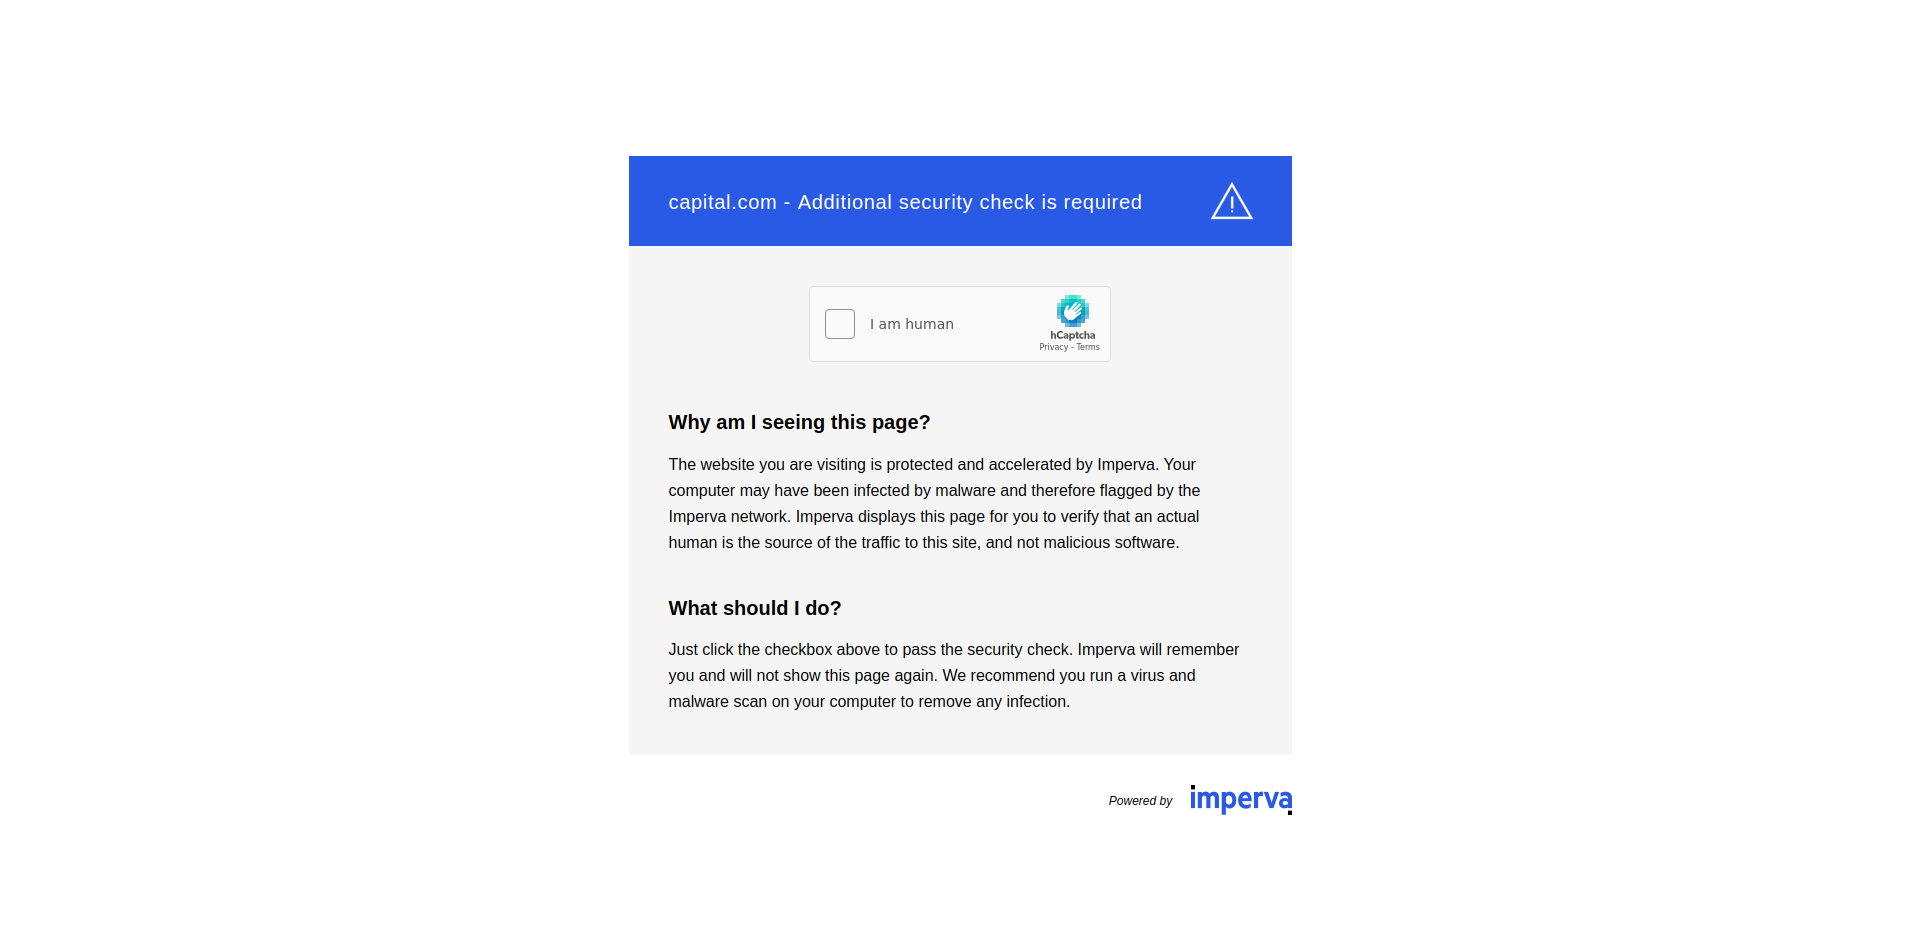 capital.com - Additional security check is required
I am human
hCaptcha
Privacy - Terms
Why am I seeing this page?
The website you are visiting is protected and accelerated by Imperva. Your
computer may have been infected by malware and therefore flagged by the
Imperva network. Imperva displays this page for you to verify that an actual
human is the source of the traffic to this site, and not malicious software.
What should I do?
Just click the checkbox above to pass the security check. Imperva will remember
you and will not show this page again. We recommend you run a virus and
malware scan on your computer to remove any infection.
Powered by imperva